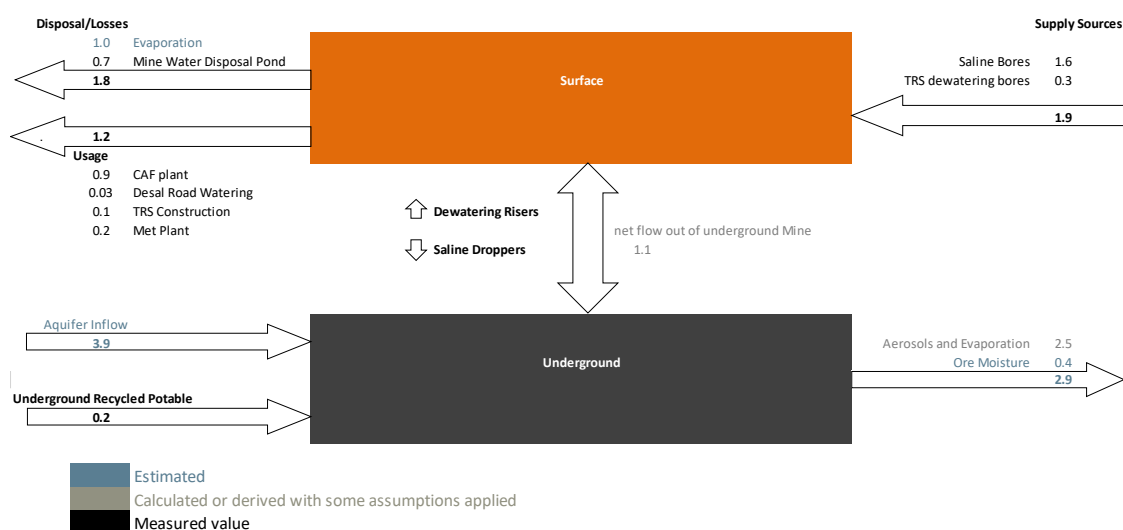 Disposal/Losses
1.0 Evaporation
0.7 Mine Water Disposal Pond
1.8
1.2
Usage
0.9 CAF plant
0.03 Desal Road Watering
0.1 TRS Construction
0.2 Met Plant
Surface
Supply Sources
Saline Bores 1.6
TRS dewatering bores 0.3
1.9
Dewatering Risers
Saline Droppers
net flow out of underground Mine
1.1
Aquifer Inflow
3.9
Underground Recycled Potable
0.2
Underground
Aerosols and Evaporation 2.5
Ore Moisture 0.4
2.9
Estimated
Calculated or derived with some assumptions applied
Measured value